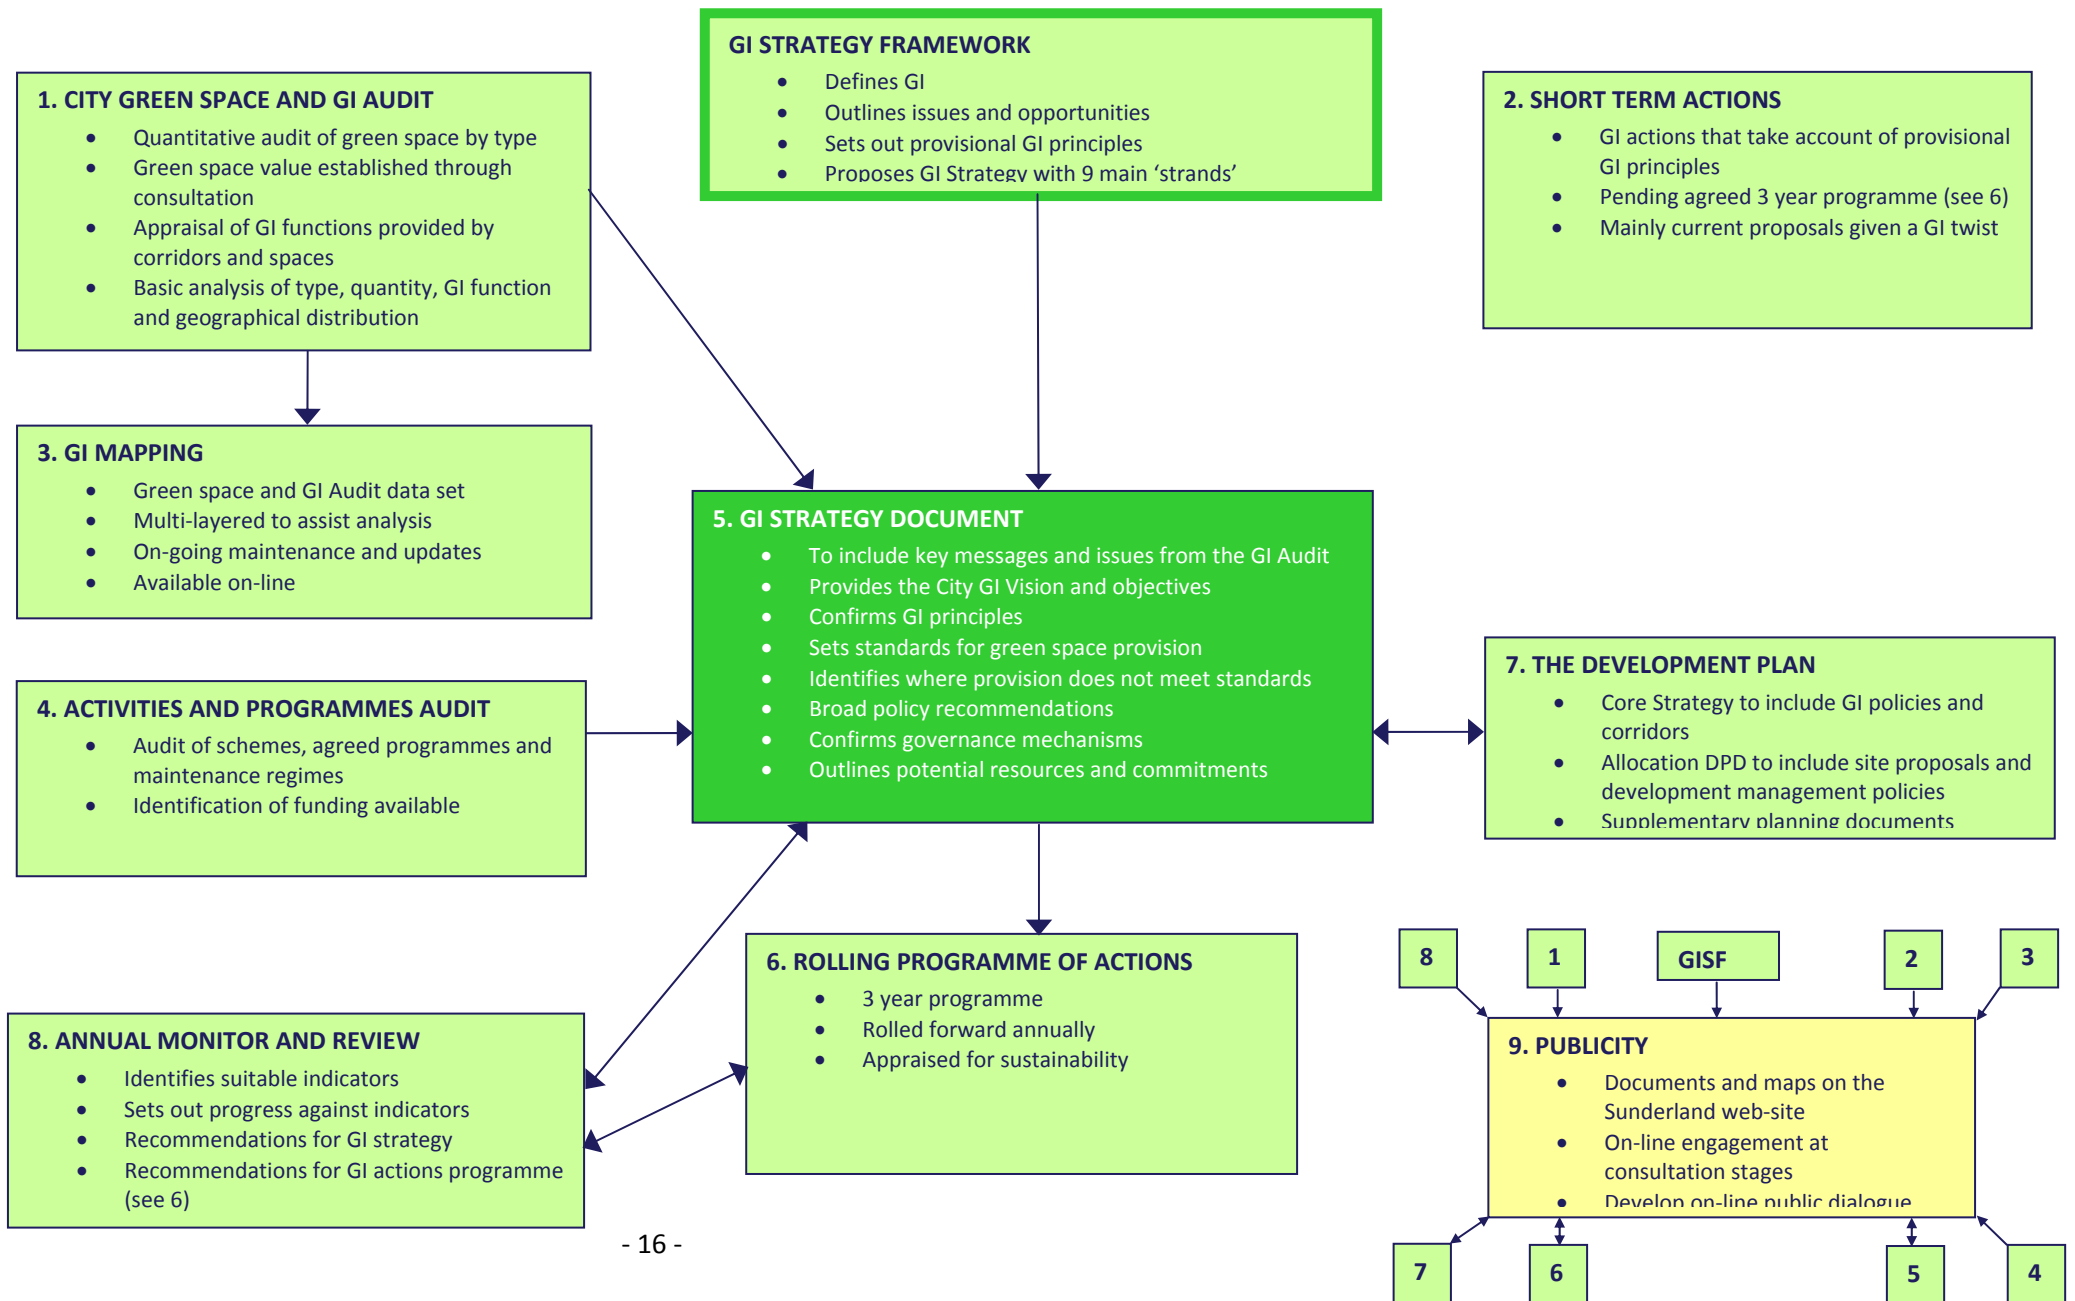 GI STRATEGY FRAMEWORK
• Defines GI
• Outlines issues and opportunities
• Sets out provisional GI principles
• Proposes GI Strategy with 9 main ‘strands’
1. CITY GREEN SPACE AND GI AUDIT
• Quantitative audit of green space by type
• Green space value established through
consultation
• Appraisal of GI functions provided by
corridors and spaces
• Basic analysis of type, quantity, GI function
and geographical distribution
2. SHORT TERM ACTIONS
• GI actions that take account of provisional
GI principles
• Pending agreed 3 year programme (see 6)
• Mainly current proposals given a GI twist
3. GI MAPPING
• Green space and GI Audit data set
• Multi-layered to assist analysis
• On-going maintenance and updates
• Available on-line
4. ACTIVITIES AND PROGRAMMES AUDIT
• Audit of schemes, agreed programmes and
maintenance regimes
• Identification of funding available
5. GI STRATEGY DOCUMENT
• To include key messages and issues from the GI Audit
• Provides the City GI Vision and objectives
• Confirms GI principles
• Sets standards for green space provision
• Identifies where provision does not meet standards
• Broad policy recommendations
• Confirms governance mechanisms
• Outlines potential resources and commitments
7. THE DEVELOPMENT PLAN
• Core Strategy to include GI policies and
corridors
• Allocation DPD to include site proposals and
development management policies
• Supplementary planning documents
6. ROLLING PROGRAMME OF ACTIONS
• 3 year programme
• Rolled forward annually
• Appraised for sustainability
8. ANNUAL MONITOR AND REVIEW
• Identifies suitable indicators
• Sets out progress against indicators
• Recommendations for GI strategy
• Recommendations for GI actions programme
(see 6)
8 1 GISF 2 3
9. PUBLICITY
• Documents and maps on the
Sunderland web-site
• On-line engagement at
consultation stages
• Develop on-line public dialogue
7 6 5 4
- 16 -